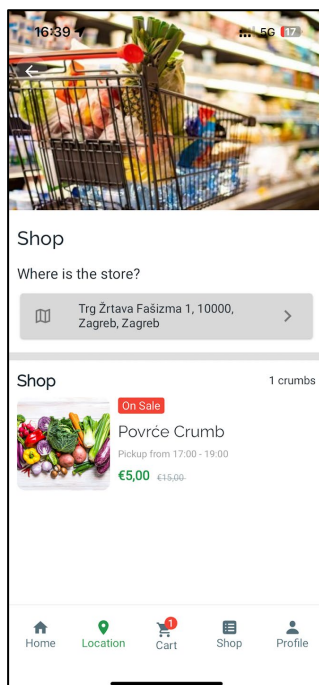 16:39
5G 17
Shop
Where is the store?
Trg Žrtava Fašizma 1, 10000,
Zagreb, Zagreb
Shop
1 crumbs
On Sale
Povrće Crumb
Pickup from 17:00 - 19:00
€5,00 €15,00
1
Home Location Cart Shop Profile